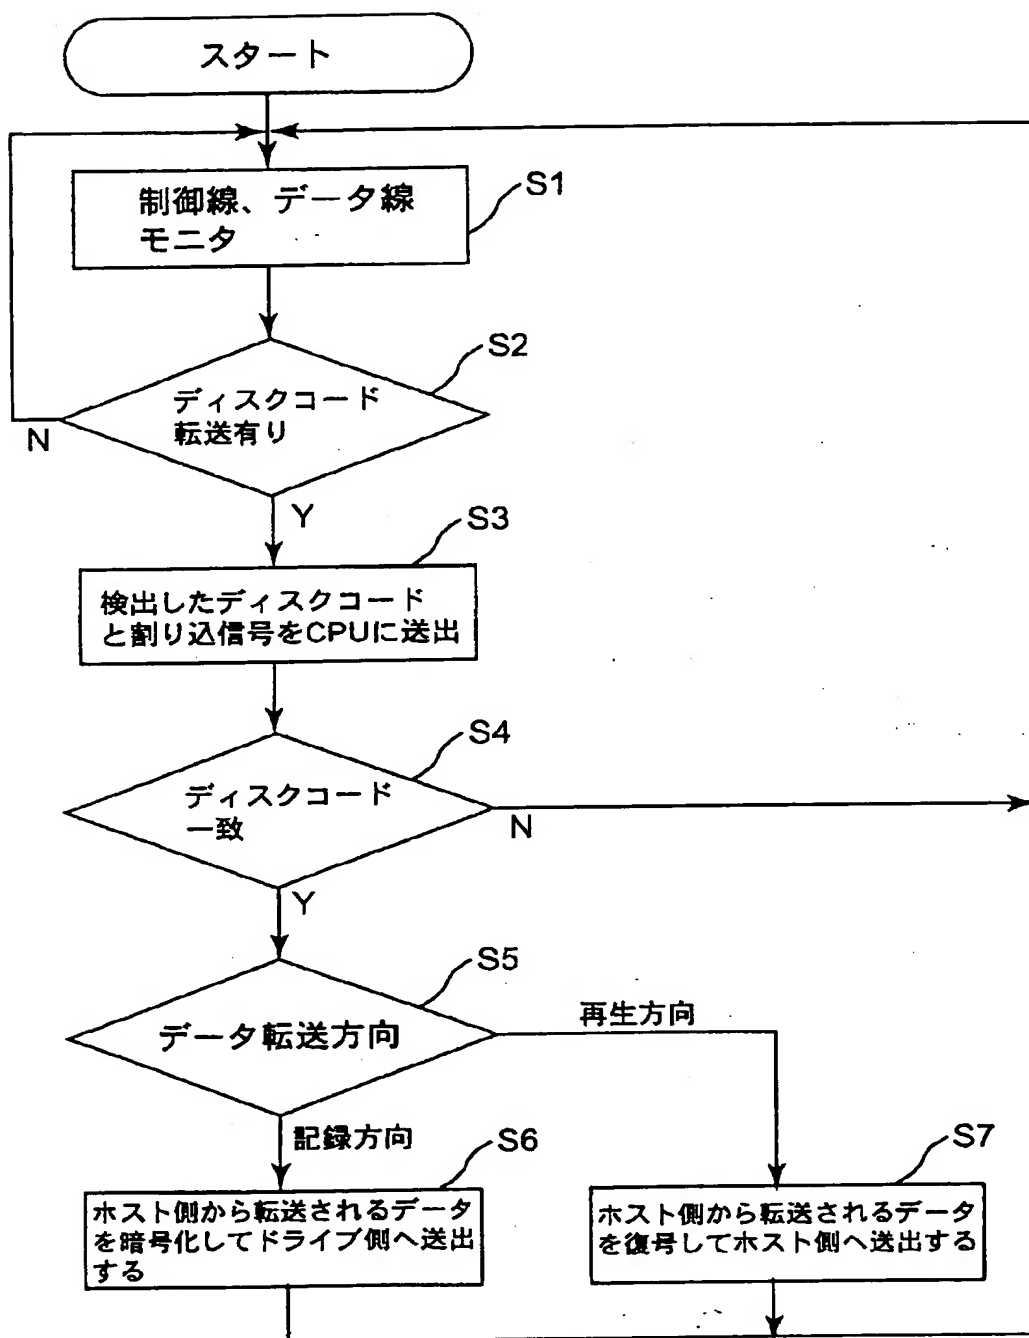 スタート
制御線、データ線
モニタ
S1
ディスクコード
転送有り
S2
N
Y
検出したディスクコード
と割り込信号をCPUに送出
S3
ディスクコード
一致
S4
N
Y
データ転送方向
S5
再生方向
記録方向
ホスト側から転送されるデータ
を暗号化してドライブ側へ送出
する
S6
ホスト側から転送されるデータ
を復号してホスト側へ送出する
S7